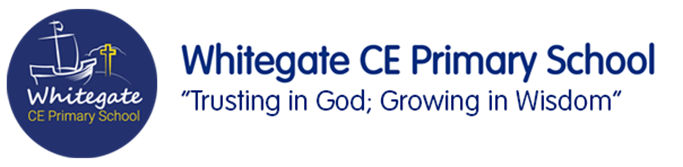 Whitegate
CE Primary School
Whitegate CE Primary School
"Trusting in God; Growing in Wisdom"